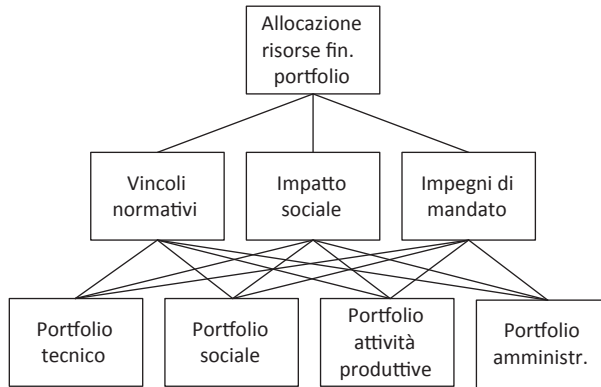 Allocazione
risorse fin.
portfolio
Vincoli
normativi
Impatto
sociale
Impegni di
mandato
Portfolio
tecnico
Portfolio
sociale
Portfolio
attività
produttive
Portfolio
amministr.